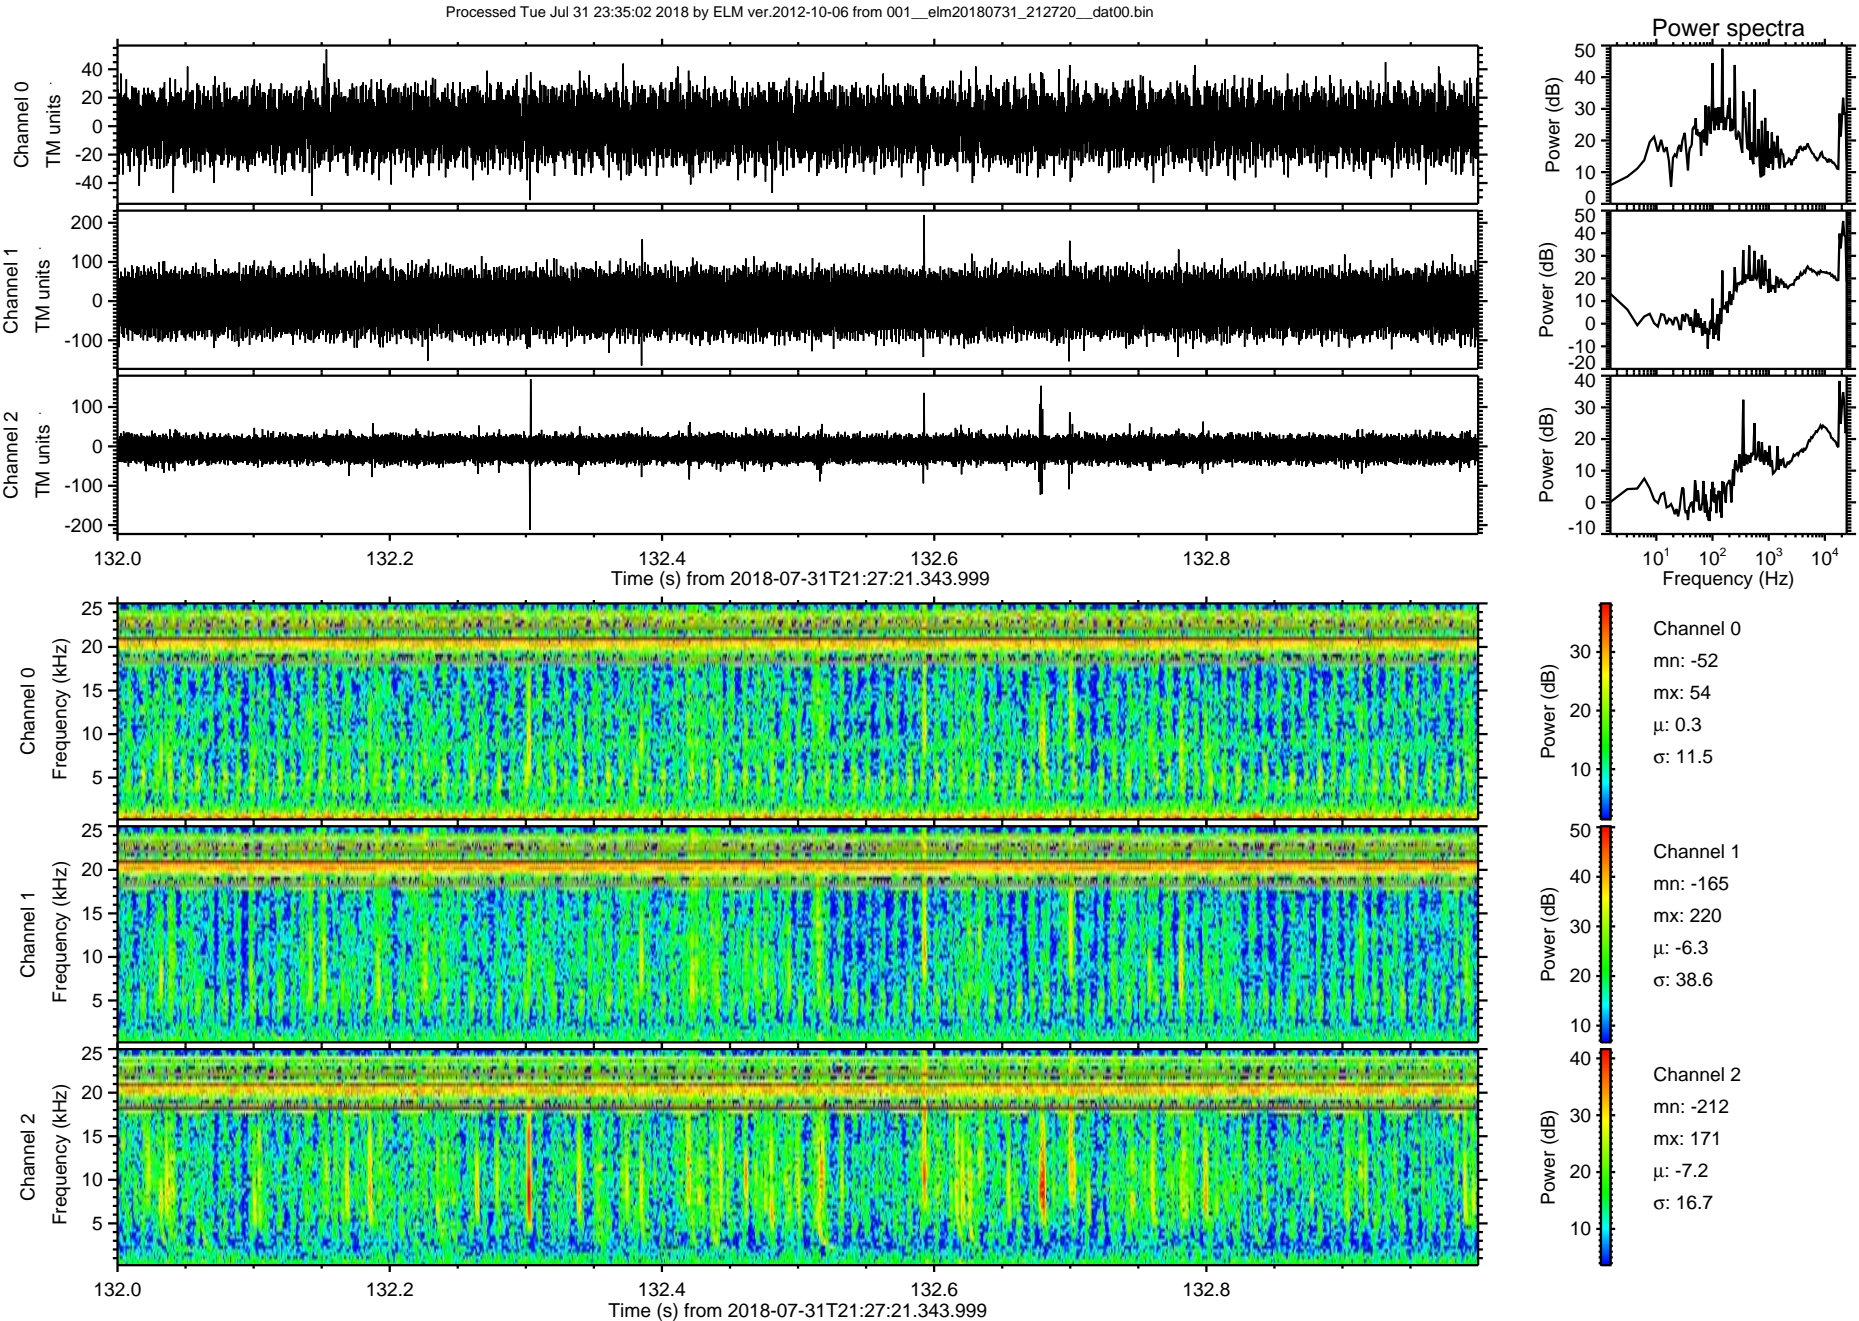 Processed Tue Jul 31 23:35:02 2018 by ELM ver.2012-10-06 from 001__elm20180731_212720__dat00.bin
Power spectra
Channel 0
TM units
40
20
0
-20
-40
Power (dB)
50
40
30
20
10
0
Channel 1
TM units
200
100
0
-100
Power (dB)
50
40
30
20
10
0
-10
-20
Channel 2
TM units
100
0
-100
-200
Power (dB)
40
30
20
10
0
-10
132.0 132.2 132.4 132.6 132.8
Time (s) from 2018-07-31T21:27:21.343.999
10¹ 10² 10³ 10⁴
Frequency (Hz)
Channel 0
Frequency (kHz)
25
20
15
10
5
Power (dB)
30
20
10
Channel 0
mn: -52
mx: 54
μ: 0.3
σ: 11.5
Channel 1
Frequency (kHz)
25
20
15
10
5
Power (dB)
50
40
30
20
10
Channel 1
mn: -165
mx: 220
μ: -6.3
σ: 38.6
Channel 2
Frequency (kHz)
25
20
15
10
5
Power (dB)
40
30
20
10
Channel 2
mn: -212
mx: 171
μ: -7.2
σ: 16.7
132.0 132.2 132.4 132.6 132.8
Time (s) from 2018-07-31T21:27:21.343.999